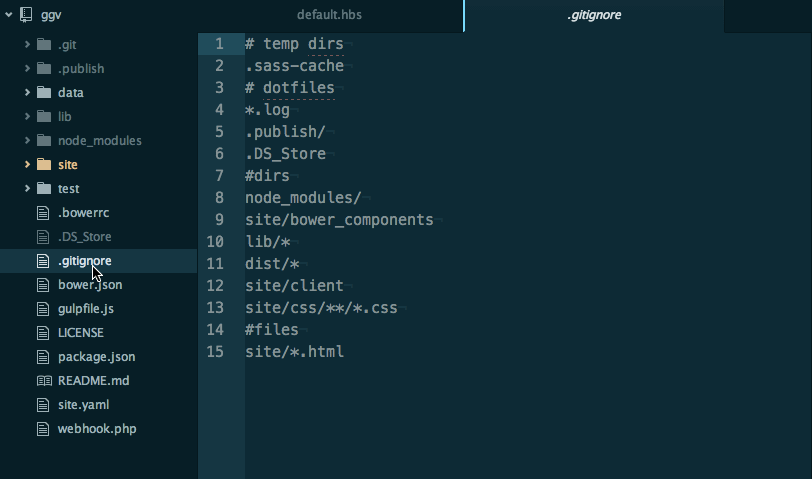 ggv
default.hbs
.gitignore
.git
.publish
data
lib
node_modules
site
test
.bowerrc
.DS_Store
.gitignore
bower.json
gulpfile.js
LICENSE
package.json
README.md
site.yaml
webhook.php
1 # temp dirs¬
2 .sass-cache¬
3 # dotfiles¬
4 *.log¬
5 .publish/¬
6 .DS_Store¬
7 #dirs¬
8 node_modules/¬
9 site/bower_components¬
10 lib/*¬
11 dist/*¬
12 site/client¬
13 site/css/**/*.css¬
14 #files¬
15 site/*.html